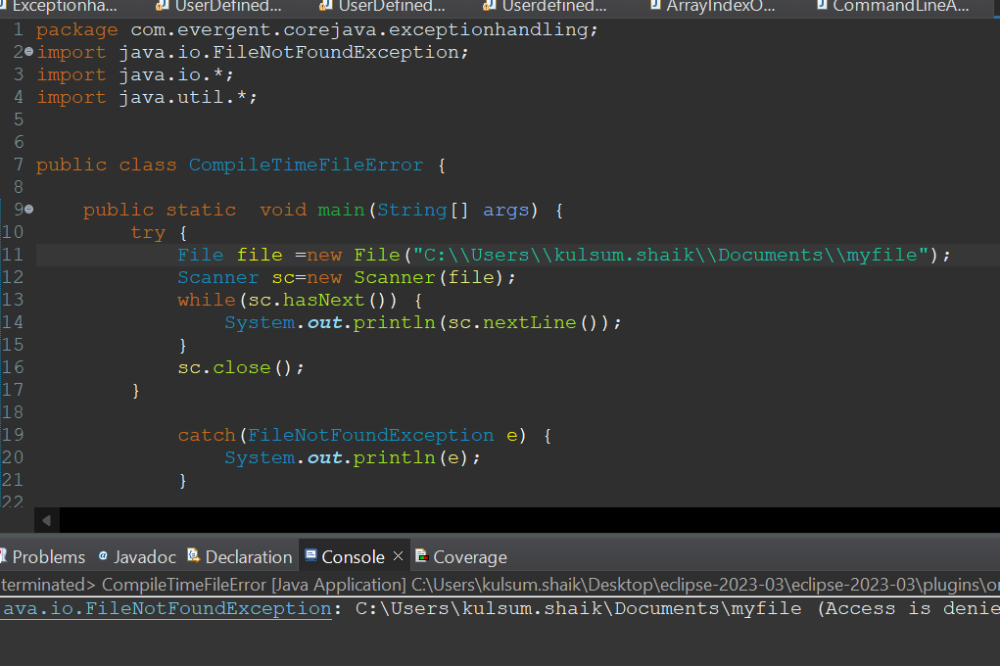 Exceptionha... UserDefined... UserDefined... Userdefined... ArrayIndexO... CommandLineA...
1 package com.evergent.corejava.exceptionhandling;
2 import java.io.FileNotFoundException;
3 import java.io.*;
4 import java.util.*;
5
6
7 public class CompileTimeFileError {
8
9 public static  void main(String[] args) {
10 try {
11 File file =new File("C:\\Users\\kulsum.shaik\\Documents\\myfile");
12 Scanner sc=new Scanner(file);
13 while(sc.hasNext()) {
14 System.out.println(sc.nextLine());
15 }
16 sc.close();
17 }
18
19 catch(FileNotFoundException e) {
20 System.out.println(e);
21 }
22
Problems @ Javadoc Declaration Console × Coverage
terminated> CompileTimeFileError [Java Application] C:\Users\kulsum.shaik\Desktop\eclipse-2023-03\eclipse-2023-03\plugins\or
ava.io.FileNotFoundException: C:\Users\kulsum.shaik\Documents\myfile (Access is denie